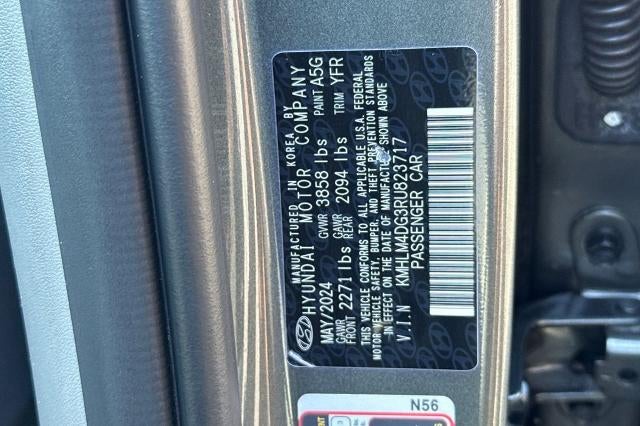 MANUFACTURED IN KOREA BY
HYUNDAI MOTOR COMPANY
MAY/2024 GVWR 3858 lbs PAINT A5G
GAWR FRONT 2271 lbs GAWR REAR 2094 lbs TRIM YFR
THIS VEHICLE CONFORMS TO ALL APPLICABLE U.S.A. FEDERAL
MOTOR VEHICLE SAFETY, BUMPER, AND THEFT PREVENTION STANDARDS
IN EFFECT ON THE DATE OF MANUFACTURE SHOWN ABOVE
V.I.N KMHLM4DG3RU823717
PASSENGER CAR
N56